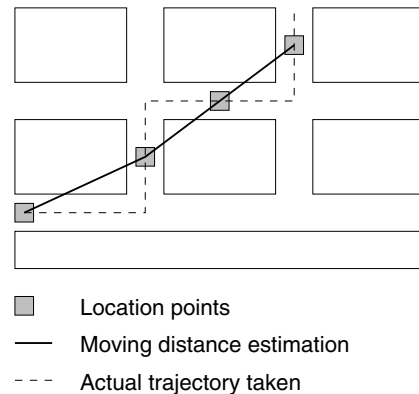 Location points
Moving distance estimation
Actual trajectory taken